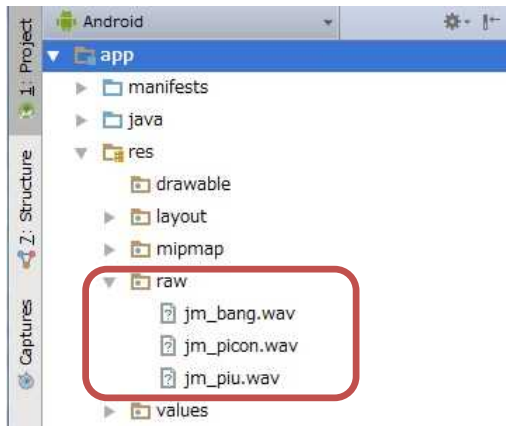 Android
app
manifests
java
res
drawable
layout
mipmap
raw
jm_bang.wav
jm_picon.wav
jm_piu.wav
values
1: Project
Z: Structure
Captures